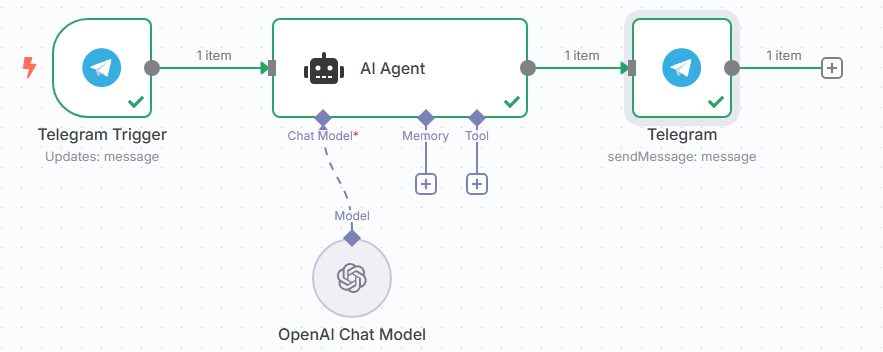 1 item
AI Agent
1 item
1 item
Telegram Trigger
Updates: message
Chat Model*
Memory
Tool
Telegram
sendMessage: message
Model
OpenAI Chat Model